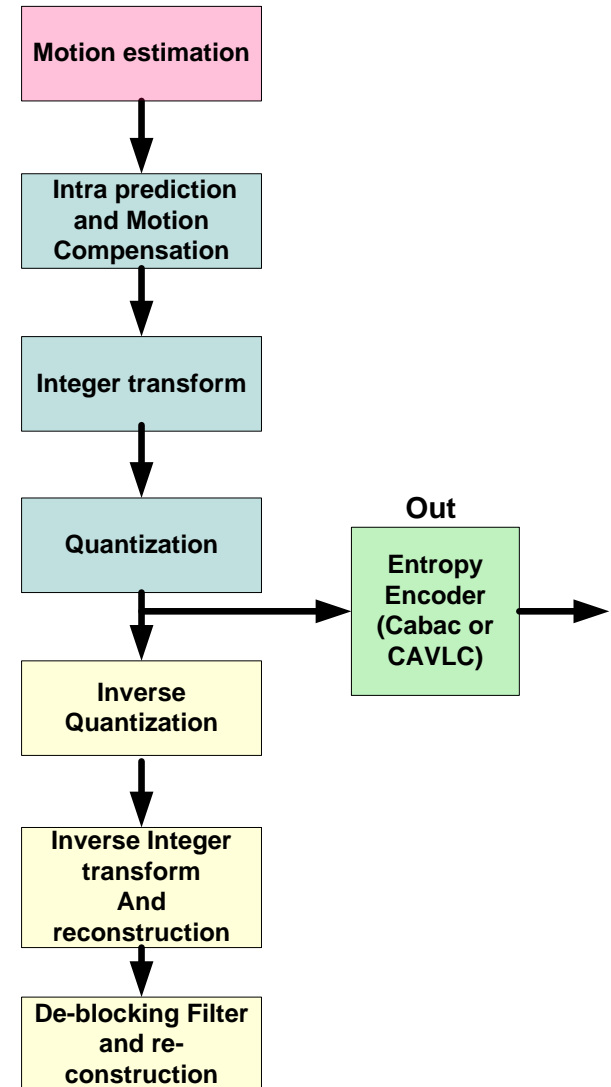 Motion estimation
Intra prediction
and Motion
Compensation
Integer transform
Quantization
Out
Entropy
Encoder
(Cabac or
CAVLC)
Inverse
Quantization
Inverse Integer
transform
And
reconstruction
De-blocking Filter
and re-
construction